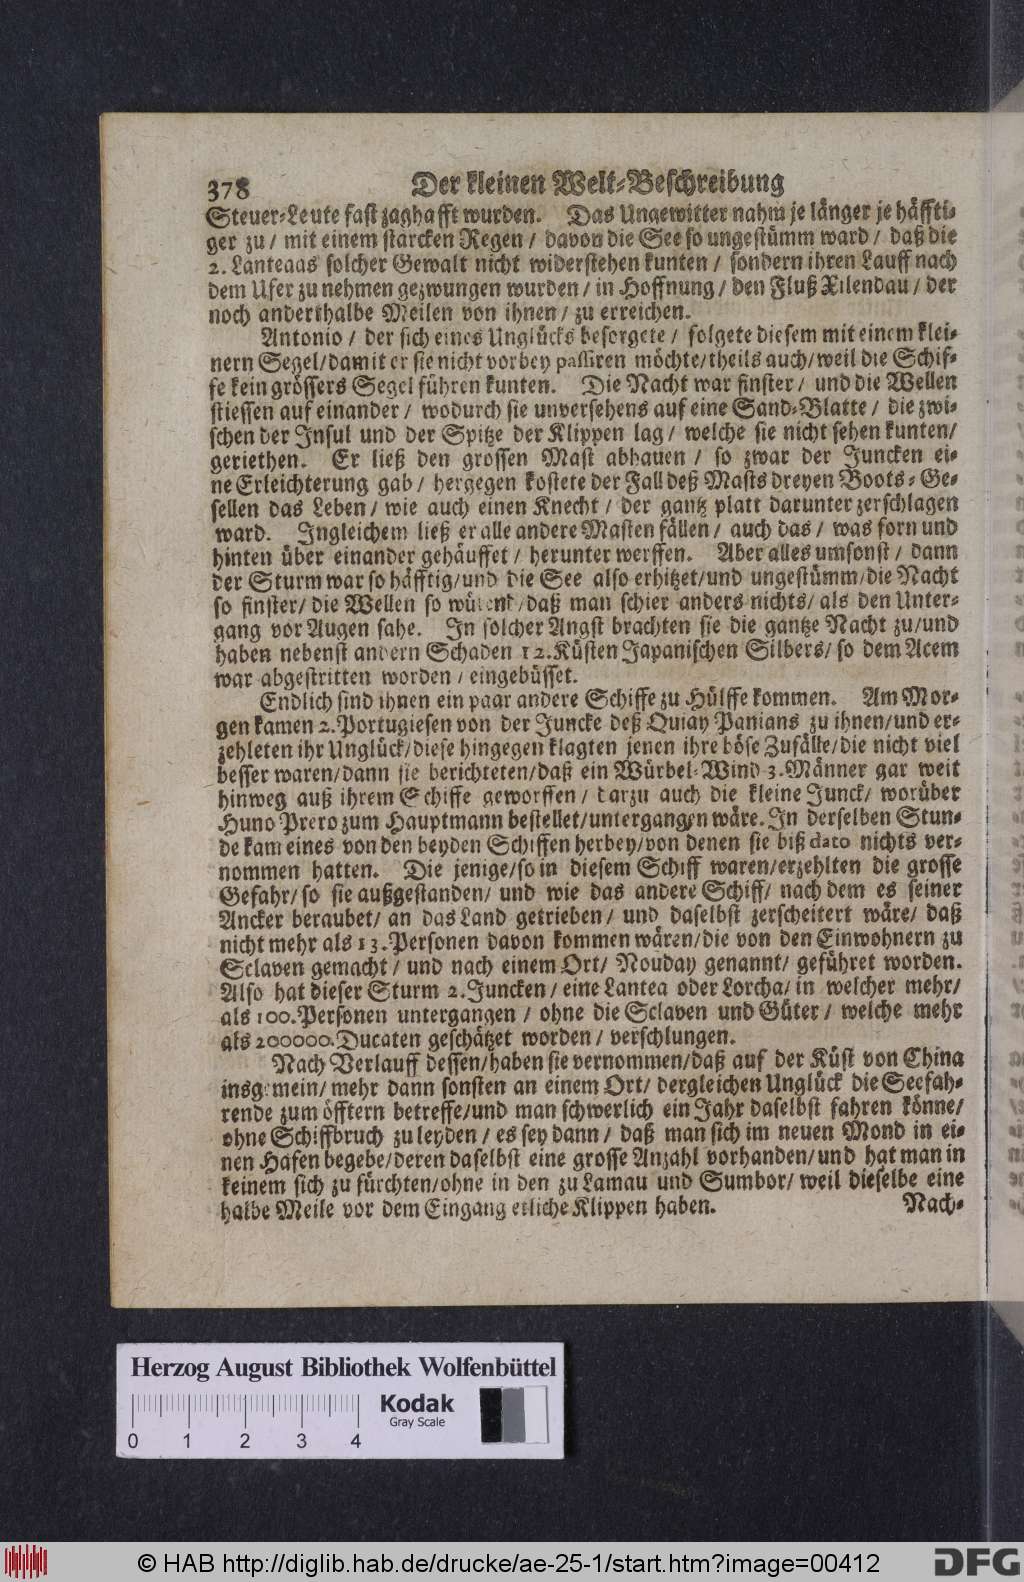 378 Der kleinen Welt-Beschreibung
Steuer-Leute fast zaghafft wurden. Das Ungewitter nahm je länger je häffti-
ger zu / mit einem starcken Regen / davon die See so ungestümm ward / daß die
2. Lanteaas solcher Gewalt nicht widerstehen kunten / sondern ihren Lauff nach
dem Ufer zu nehmen gezwungen wurden / in Hoffnung / den Fluß Xilendau / der
noch anderthalbe Meilen von ihnen / zu erreichen.
Antonio / der sich eines Unglücks besorgete / folgete diesem mit einem klei-
nern Segel/damit er sie nicht vorbey passiren möchte/theils auch/weil die Schif-
fe kein grössers Segel führen kunten. Die Nacht war finster / und die Wellen
stiessen auf einander / wodurch sie unversehens auf eine Sand-Blatte / die zwi-
schen der Insul und der Spitze der Klippen lag / welche sie nicht sehen kunten/
geriethen. Er ließ den grossen Mast abhauen / so zwar der Juncken ei-
ne Erleichterung gab / hergegen kostete der Fall deß Masts dreyen Boots-Ge-
sellen das Leben / wie auch einen Knecht / der gantz platt darunter zerschlagen
ward. Ingleichem ließ er alle andere Masten fällen / auch das / was forn und
hinten über einander gehäuffet / herunter werffen. Aber alles umsonst / dann
der Sturm war so häfftig/und die See also erhitzet/und ungestümm/die Nacht
so finster/ die Wellen so wütend/daß man schier anders nichts/ als den Unter-
gang vor Augen sahe. In solcher Angst brachten sie die gantze Nacht zu/und
haben nebenst andern Schaden 12. Küsten Japanischen Silbers/ so dem Acem
war abgestritten worden / eingebüsset.
Endlich sind ihnen ein paar andere Schiffe zu Hülffe kommen. Am Mor-
gen kamen 2. Portugiesen von der Juncke deß Quiay Panians zu ihnen/und er-
zehleten ihr Unglück/diese hingegen klagten jenen ihre böse Zufälle/die nicht viel
besser waren/dann sie berichteten/daß ein Würbel-Wind 3. Männer gar weit
hinweg auß ihrem Schiffe geworffen / darzu auch die kleine Junck/ worüber
Huno Prero zum Hauptmann bestellet/untergangen wäre. In derselben Stun-
de kam eines von den beyden Schiffen herbey/von denen sie biß dato nichts ver-
nommen hatten. Die jenige/so in diesem Schiff waren/erzehlten die grosse
Gefahr/ so sie außgestanden/ und wie das andere Schiff/ nach dem es seiner
Ancker beraubet/ an das Land getrieben/ und daselbst zerscheitert wäre/ daß
nicht mehr als 13. Personen davon kommen wären/die von den Einwohnern zu
Sclaven gemacht / und nach einem Ort/ Nouday genannt/ geführet worden.
Also hat dieser Sturm 2. Juncken / eine Lantea oder Lorcha/ in welcher mehr/
als 100. Personen untergangen / ohne die Sclaven und Güter / welche mehr
als 200000. Ducaten geschätzet worden / verschlungen.
Nach Verlauff dessen/haben sie vernommen/daß auf der Küst von China
insgemein/ mehr dann sonsten an einem Ort/ dergleichen Unglück die Seefah-
rende zum öfftern betreffe/und man schwerlich ein Jahr daselbst fahren könne/
ohne Schiffbruch zu leyden / es sey dann / daß man sich im neuen Mond in ei-
nen Hafen begebe/deren daselbst eine grosse Anzahl vorhanden/und hat man in
keinem sich zu fürchten/ohne in den zu Lamau und Sumbor/ weil dieselbe eine
halbe Meile vor dem Eingang etliche Klippen haben. Nach-
Herzog August Bibliothek Wolfenbüttel
Kodak
Gray Scale
0 1 2 3 4
© HAB http://diglib.hab.de/drucke/ae-25-1/start.htm?image=00412
DFG